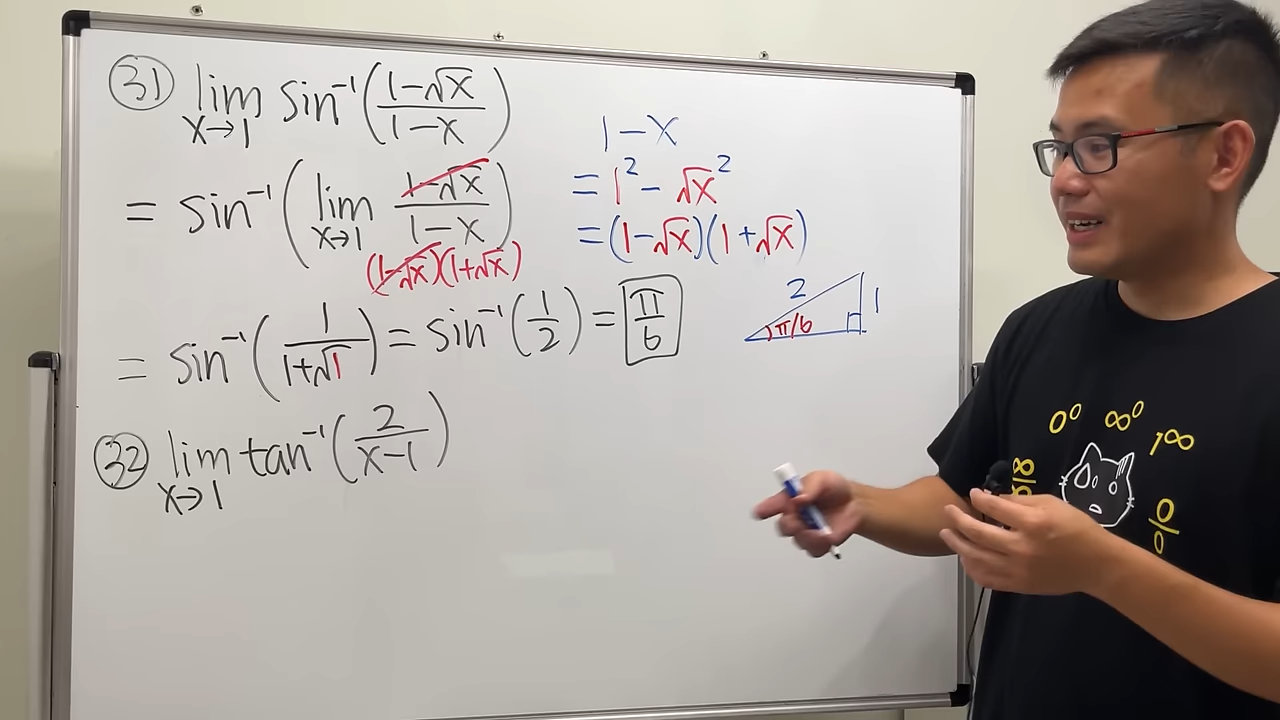 31 lim x→1 sin⁻¹((1-√x)/(1-x))
= sin⁻¹(lim x→1 (1-√x)/(1-x))
(1-√x)(1+√x)
= sin⁻¹(1/(1+√1)) = sin⁻¹(1/2) = π/6
32 lim x→1 tan⁻¹(2/(x-1))
1-x
= 1² - √x²
= (1-√x)(1+√x)
2
1
π/6
0⁰ ∞⁰ 1∞
∞/∞
0/0